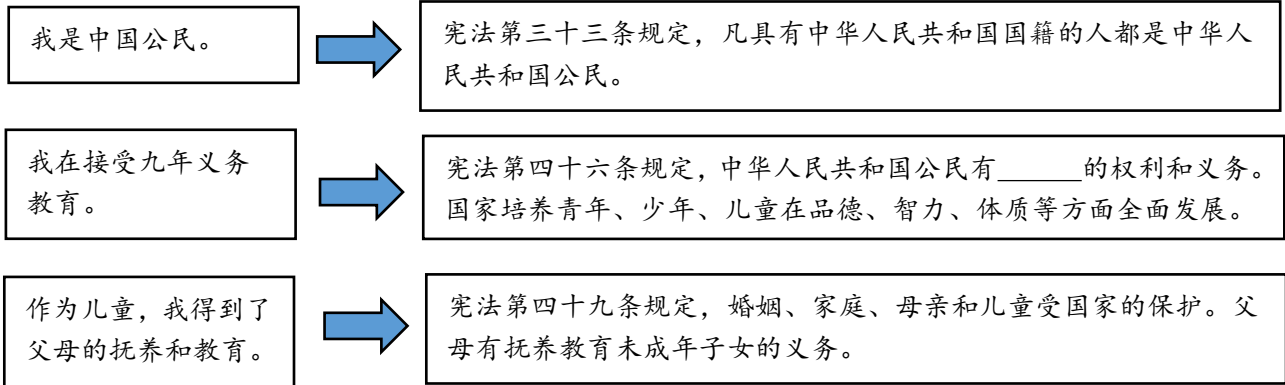 我是中国公民。
宪法第三十三条规定，凡具有中华人民共和国国籍的人都是中华人
民共和国公民。
我在接受九年义务
教育。
宪法第四十六条规定，中华人民共和国公民有______的权利和义务。
国家培养青年、少年、儿童在品德、智力、体质等方面全面发展。
作为儿童，我得到了
父母的抚养和教育。
宪法第四十九条规定，婚姻、家庭、母亲和儿童受国家的保护。父
母有抚养教育未成年子女的义务。